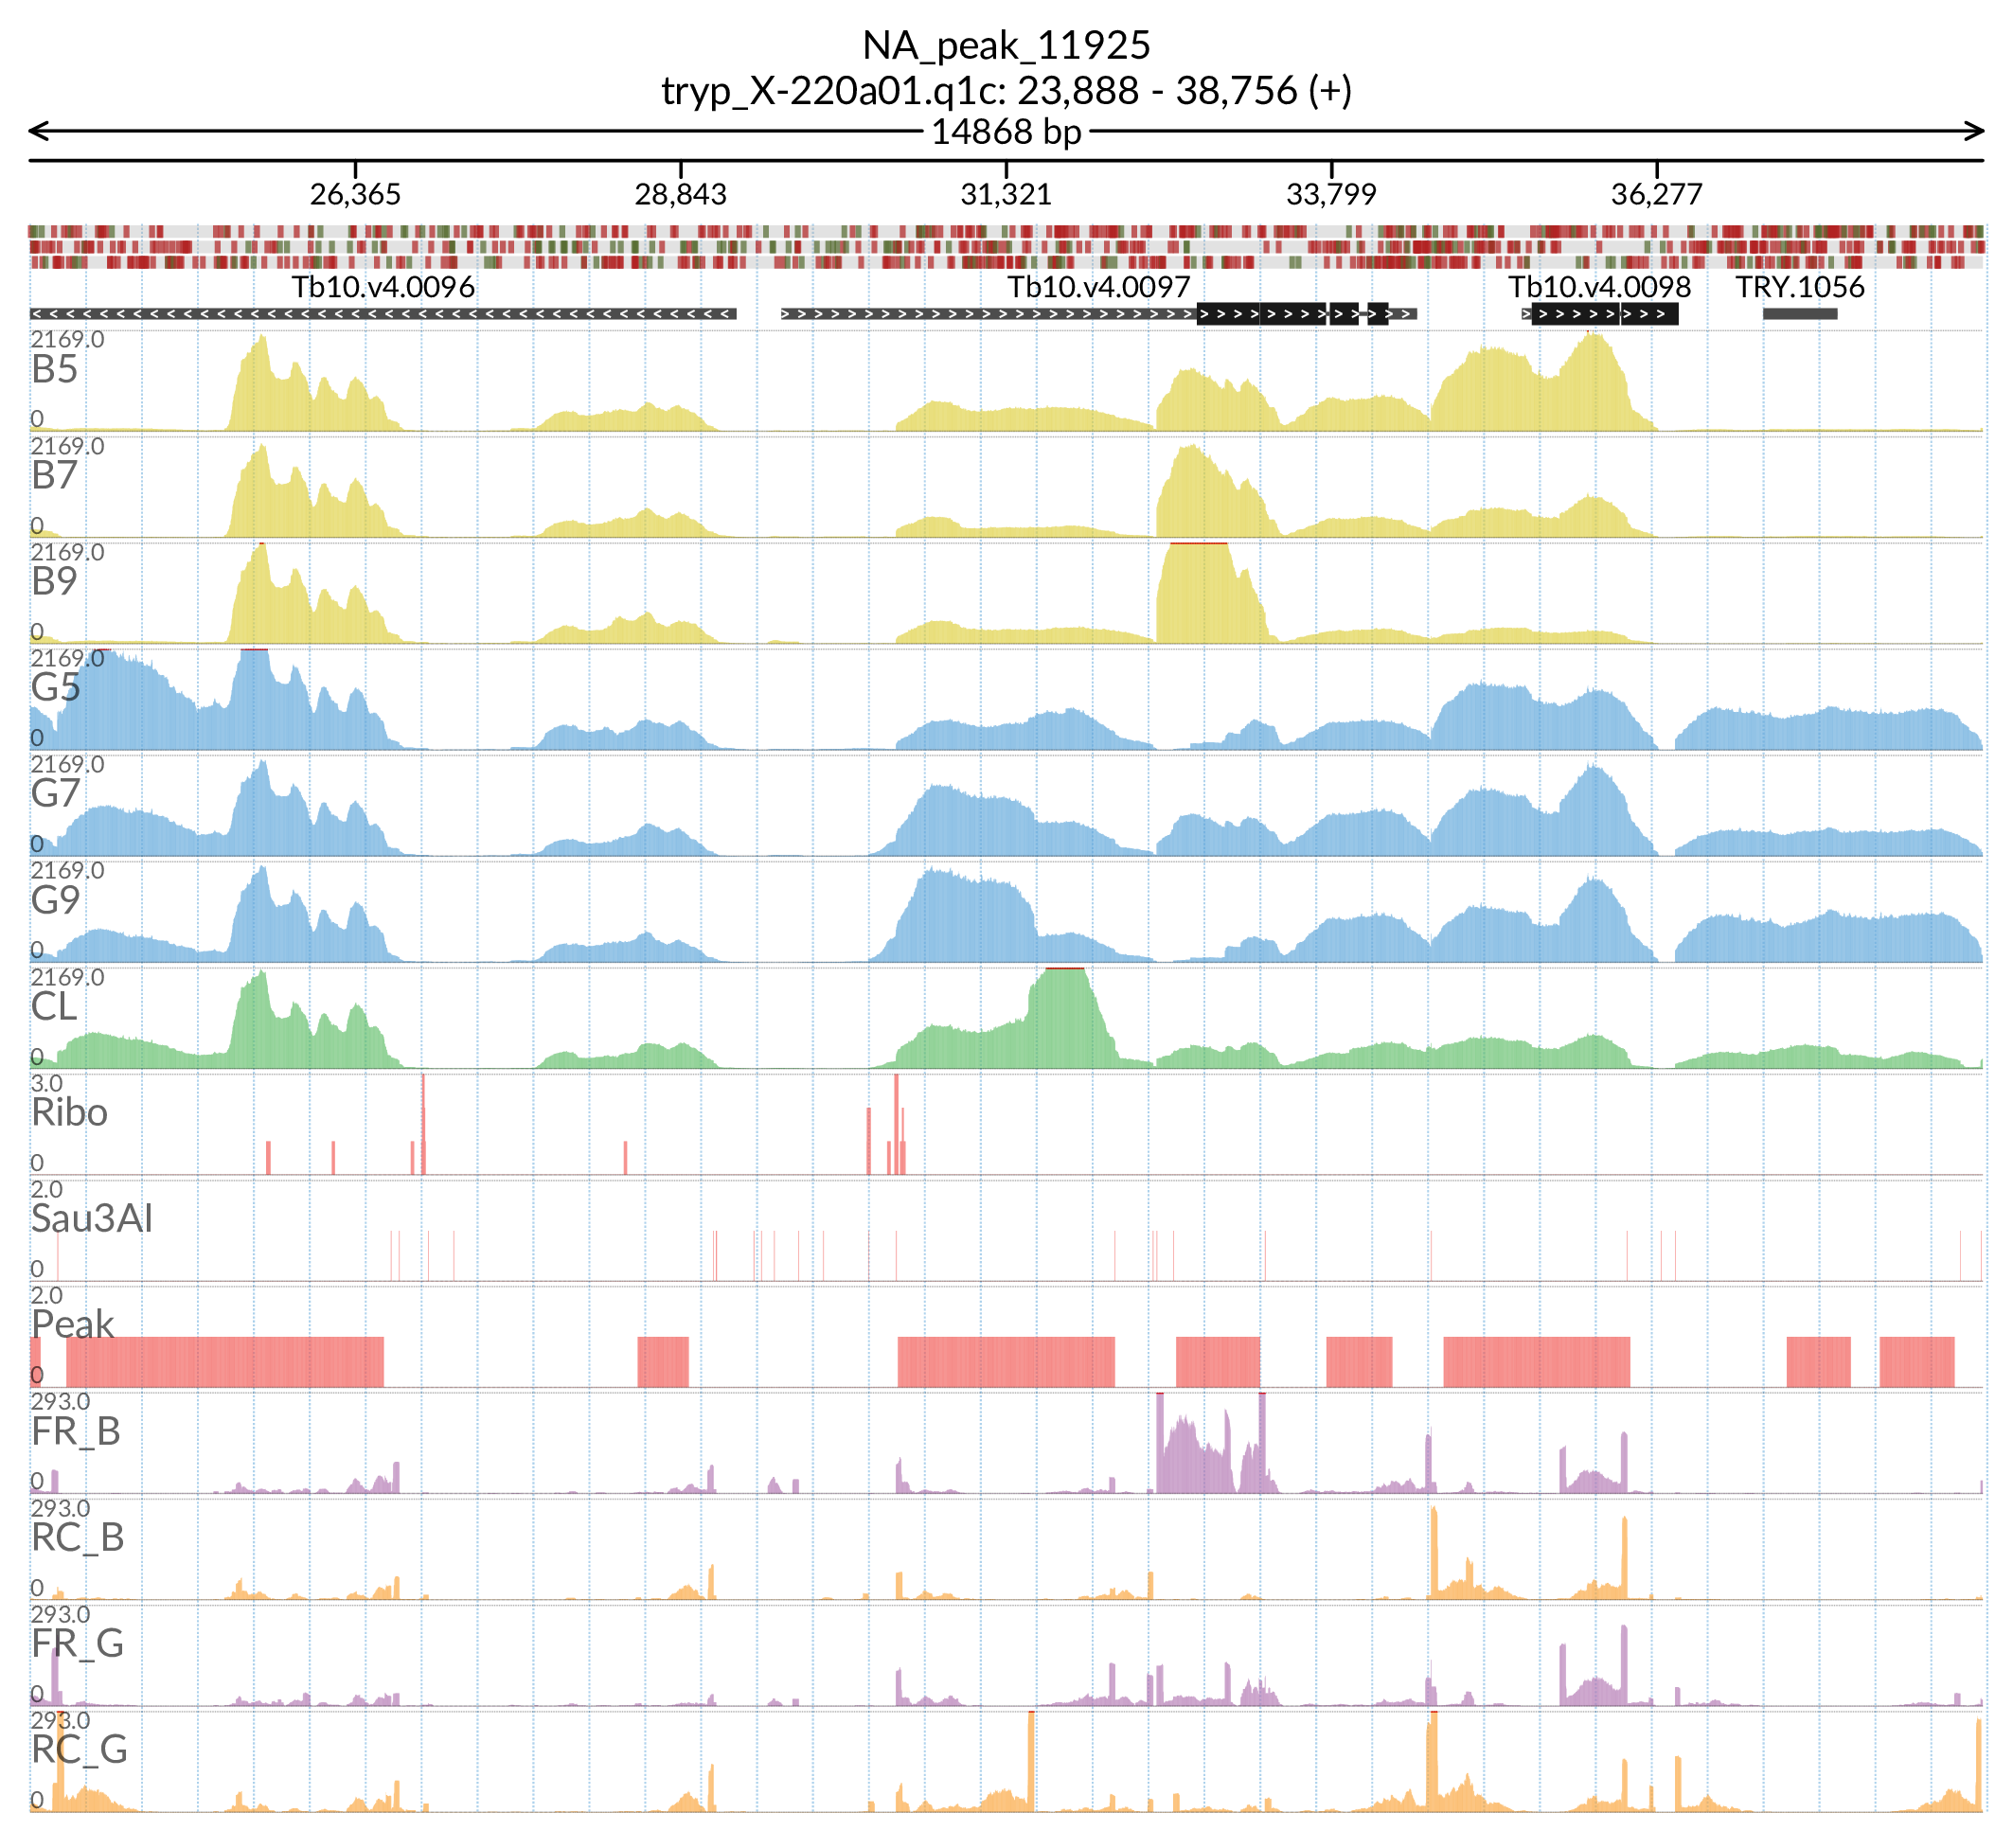 NA_peak_11925
tryp_X-220a01.q1c: 23,888 - 38,756 (+)
14868 bp
26,365 28,843 31,321 33,799 36,277
Tb10.v4.0096 Tb10.v4.0097 Tb10.v4.0098 TRY.1056
2169.0
B5
0
2169.0
B7
0
2169.0
B9
0
2169.0
G5
0
2169.0
G7
0
2169.0
G9
0
2169.0
CL
0
3.0
Ribo
0
2.0
Sau3AI
0
2.0
Peak
0
293.0
FR_B
0
293.0
RC_B
0
293.0
FR_G
0
293.0
RC_G
0